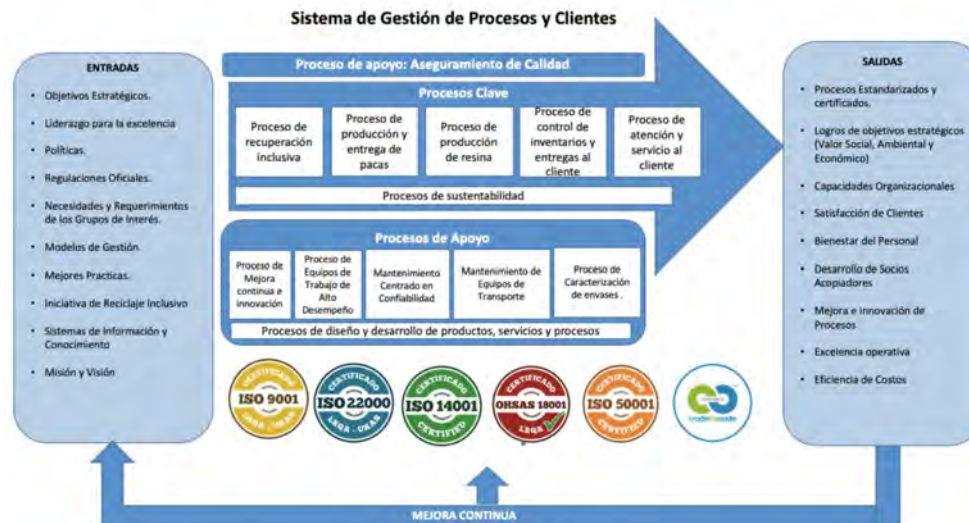 Sistema de Gestión de Procesos y Clientes
ENTRADAS
• Objetivos Estratégicos.
• Liderazgo para la excelencia
• Políticas.
• Regulaciones Oficiales.
• Necesidades y Requerimientos
de los Grupos de Interés.
• Modelos de Gestión.
• Mejores Practicas.
• Iniciativa de Reciclaje Inclusivo
• Sistemas de Información y
Conocimiento
• Misión y Visión
Proceso de apoyo: Aseguramiento de Calidad
Procesos Clave
Proceso de
recuperación
inclusiva
Proceso de
producción y
entrega de
pacas
Proceso de
producción
de resina
Proceso de
control de
inventarios y
entregas al
cliente
Proceso de
atención y
servicio al
cliente
Procesos de sustentabilidad
Procesos de Apoyo
Proceso de
Mejora
continua e
innovación
Proceso de
Equipos de
Trabajo de
Alto
Desempeño
Mantenimiento
Centrado en
Confiabilidad
Mantenimiento de
Equipos de
Transporte
Proceso de
Caracterización
de envases .
Procesos de diseño y desarrollo de productos, servicios y procesos
CERTIFICADO
ISO 9001
CERTIFICADO
ISO 22000
LRQA - UKAS
CERTIFICADO
ISO 14001
CERTIFIED
CERTIFICADO
OHSAS 18001
LRQA
CERTIFICADO
ISO 50001
CERTIFIED
SALIDAS
• Procesos Estandarizados y
certificados.
• Logros de objetivos estratégicos
(Valor Social, Ambiental y
Económico)
• Capacidades Organizacionales
• Satisfacción de Clientes
• Bienestar del Personal
• Desarrollo de Socios
Acopiadores
• Mejora e Innovación de
Procesos
• Excelencia operativa
• Eficiencia de Costos
MEJORA CONTINUA